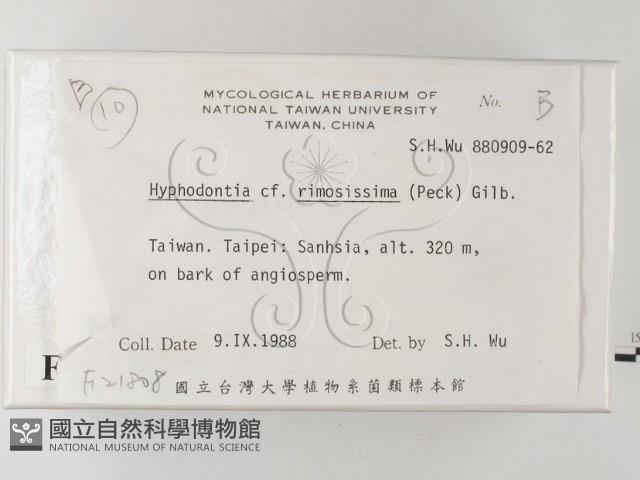 10
MYCOLOGICAL HERBARIUM OF
NATIONAL TAIWAN UNIVERSITY
TAIWAN, CHINA
No.
S.H.Wu 880909-62
Hyphodontia cf. rimosissima (Peck) Gilb.
Taiwan. Taipei: Sanhsia, alt. 320 m,
on bark of angiosperm.
Coll. Date 9.IX.1988 Det. by S.H. Wu
F
F21808
國立台灣大學植物系菌類標本館
15
國立自然科學博物館
NATIONAL MUSEUM OF NATURAL SCIENCE